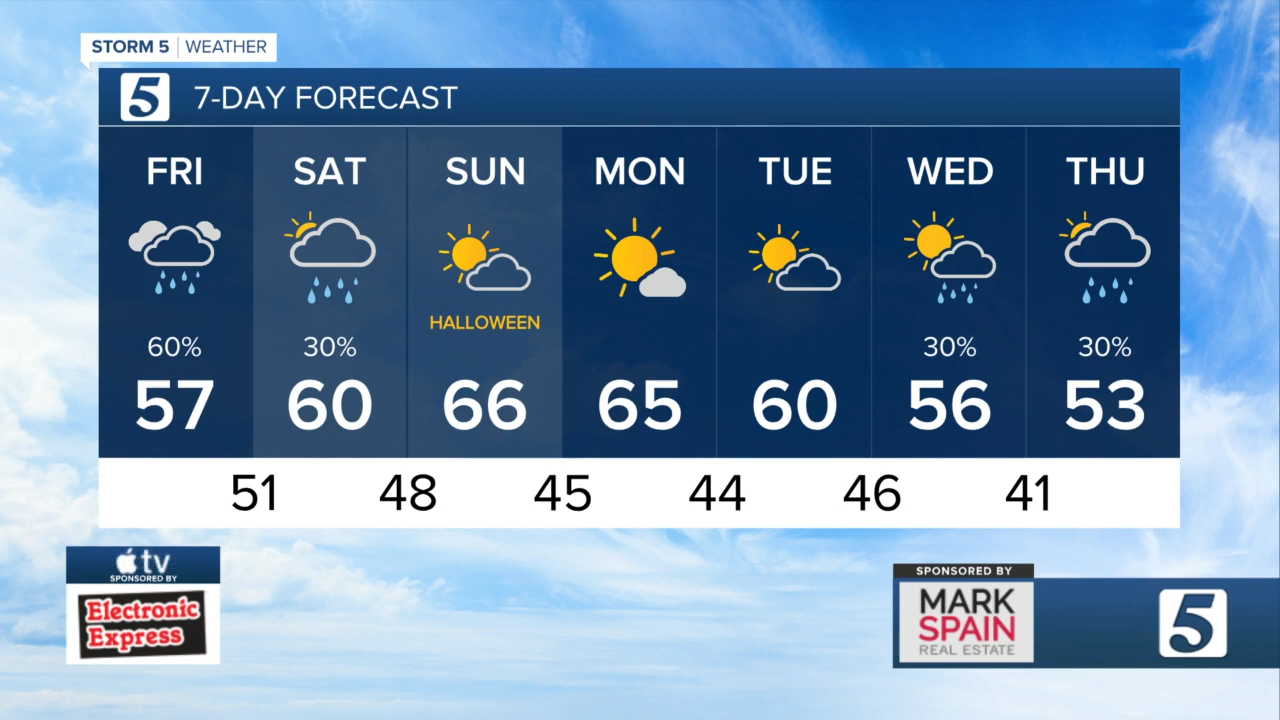 STORM 5 | WEATHER
5 7-DAY FORECAST
FRI SAT SUN MON TUE WED THU
HALLOWEEN
60% 30% 30% 30%
57 60 66 65 60 56 53
51 48 45 44 46 41
tv
SPONSORED BY
Electronic
Express
SPONSORED BY
MARK
SPAIN
REAL ESTATE
5